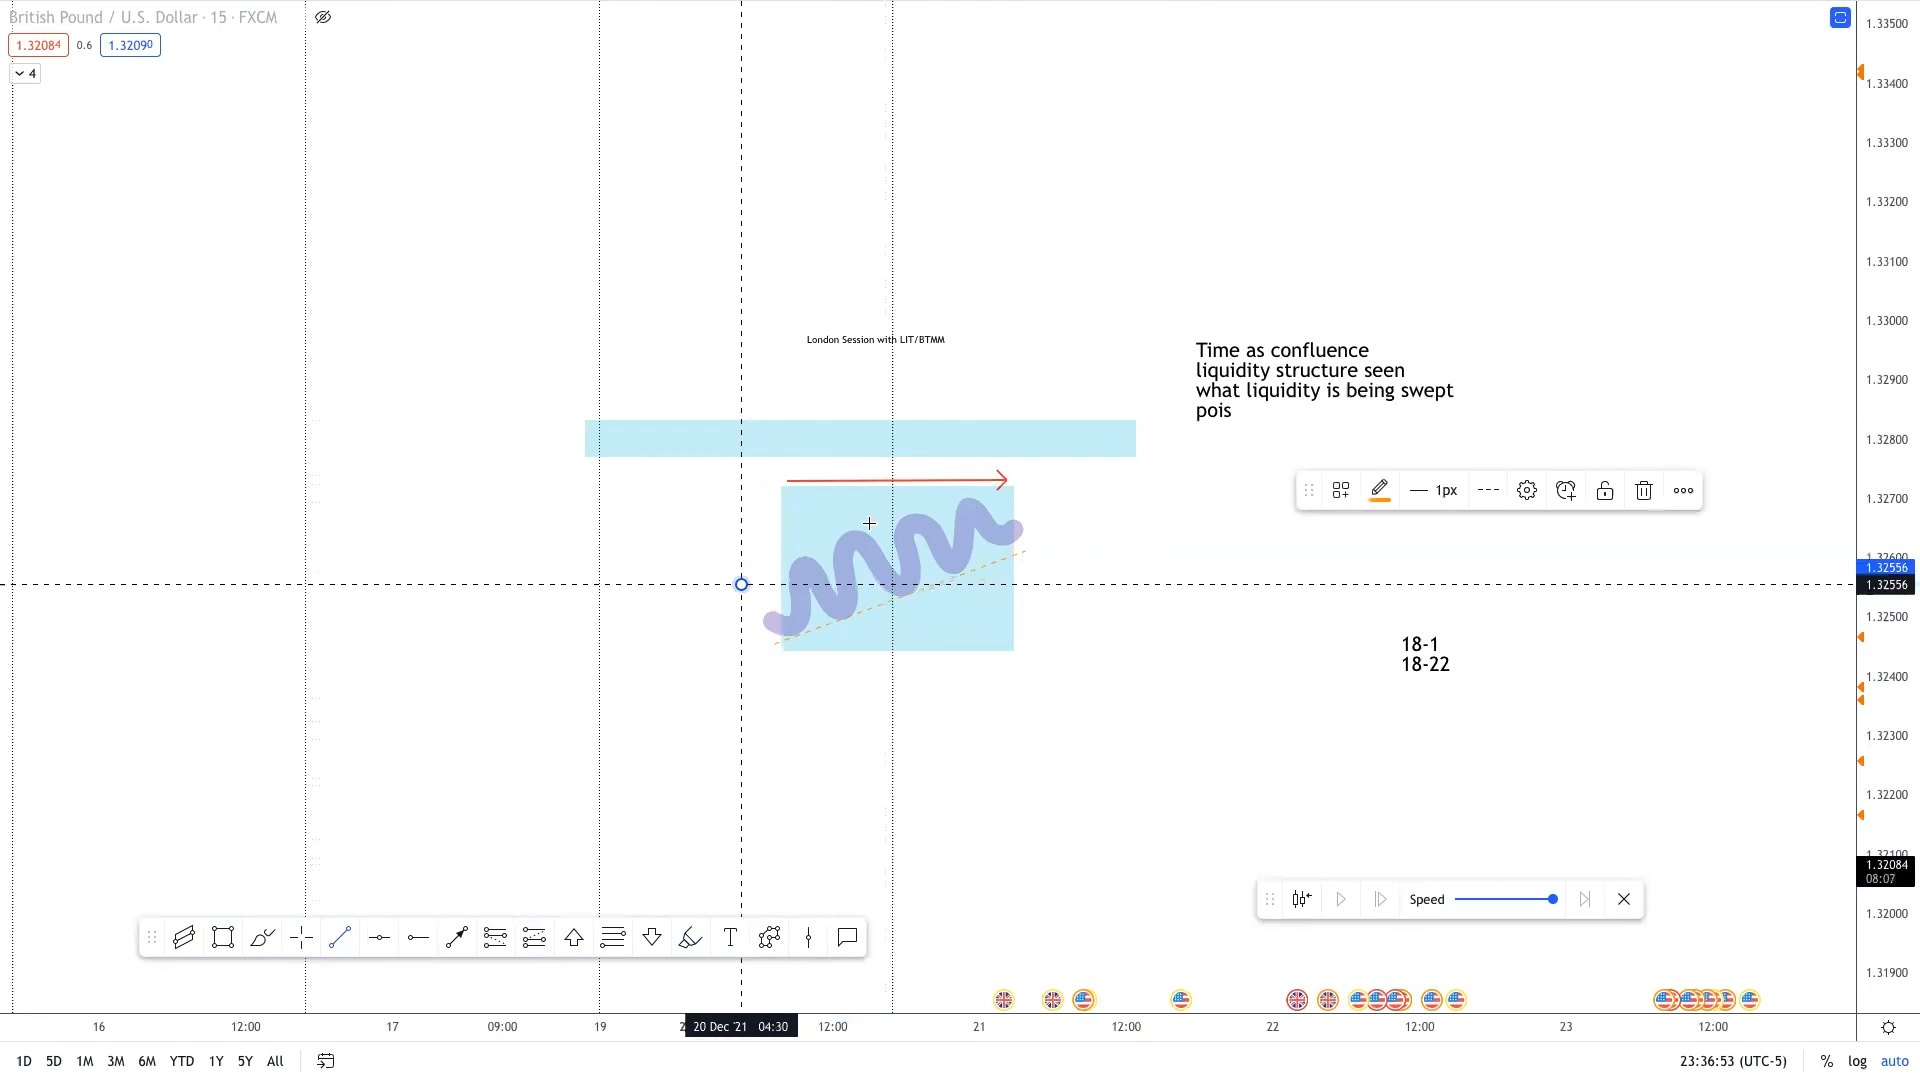 British Pound / U.S. Dollar · 15 · FXCM
1.32084 0.6 1.32090
4
London Session with LIT/BTMM
Time as confluence
liquidity structure seen
what liquidity is being swept
pois
1px
18-1
18-22
Speed
1.33500
1.33400
1.33300
1.33200
1.33100
1.33000
1.32900
1.32800
1.32700
1.32600
1.32556
1.32556
1.32500
1.32400
1.32300
1.32200
1.32100
1.32084
08:07
1.32000
1.31900
16 12:00 17 09:00 19 2 20 Dec '21 04:30 12:00 21 12:00 22 12:00 23 12:00
1D 5D 1M 3M 6M YTD 1Y 5Y All 23:36:53 (UTC-5) % log auto